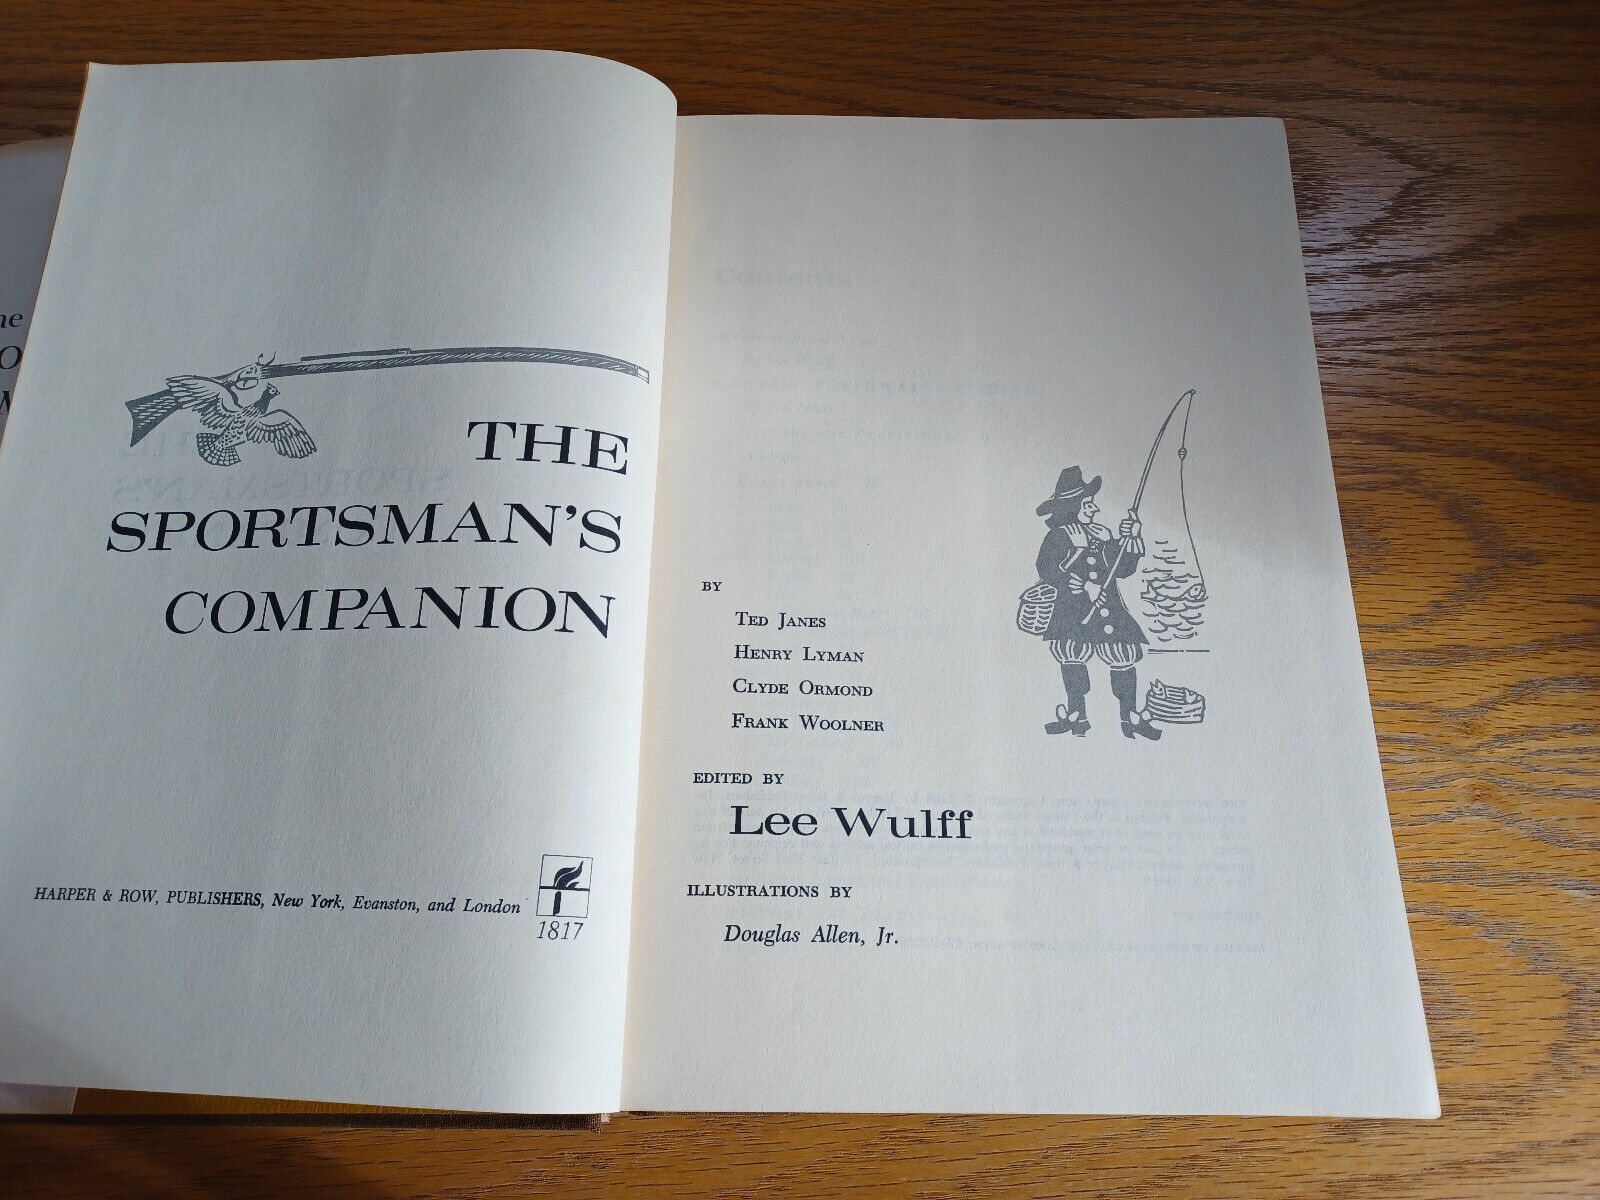 THE
SPORTSMAN'S
COMPANION
HARPER & ROW, PUBLISHERS, New York, Evanston, and London
1817
BY
TED JANES
HENRY LYMAN
CLYDE ORMOND
FRANK WOOLNER
EDITED BY
Lee Wulff
ILLUSTRATIONS BY
Douglas Allen, Jr.